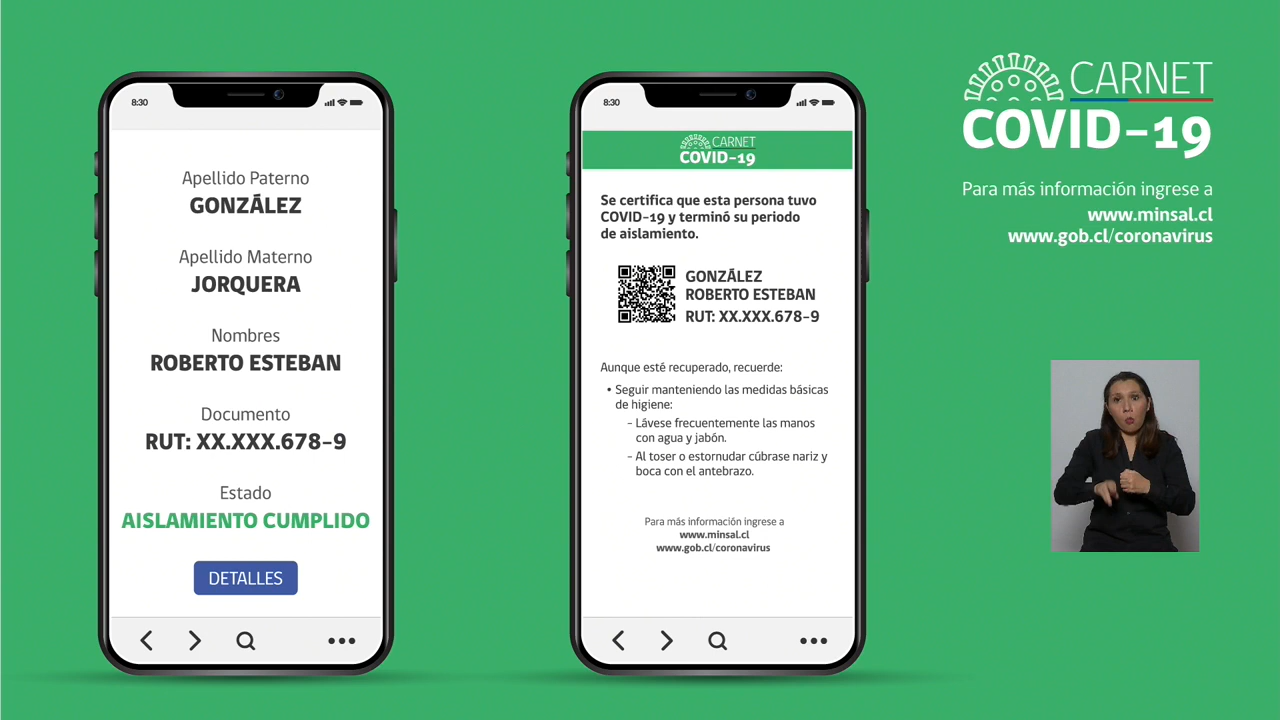 8:30
Apellido Paterno
GONZÁLEZ
Apellido Materno
JORQUERA
Nombres
ROBERTO ESTEBAN
Documento
RUT: XX.XXX.678-9
Estado
AISLAMIENTO CUMPLIDO
DETALLES
8:30
CARNET
COVID-19
Se certifica que esta persona tuvo
COVID-19 y terminó su periodo
de aislamiento.
GONZÁLEZ
ROBERTO ESTEBAN
RUT: XX.XXX.678-9
Aunque esté recuperado, recuerde:
• Seguir manteniendo las medidas básicas
de higiene:
- Lávese frecuentemente las manos
con agua y jabón.
- Al toser o estornudar cúbrase nariz y
boca con el antebrazo.
Para más información ingrese a
www.minsal.cl
www.gob.cl/coronavirus
CARNET
COVID-19
Para más información ingrese a
www.minsal.cl
www.gob.cl/coronavirus